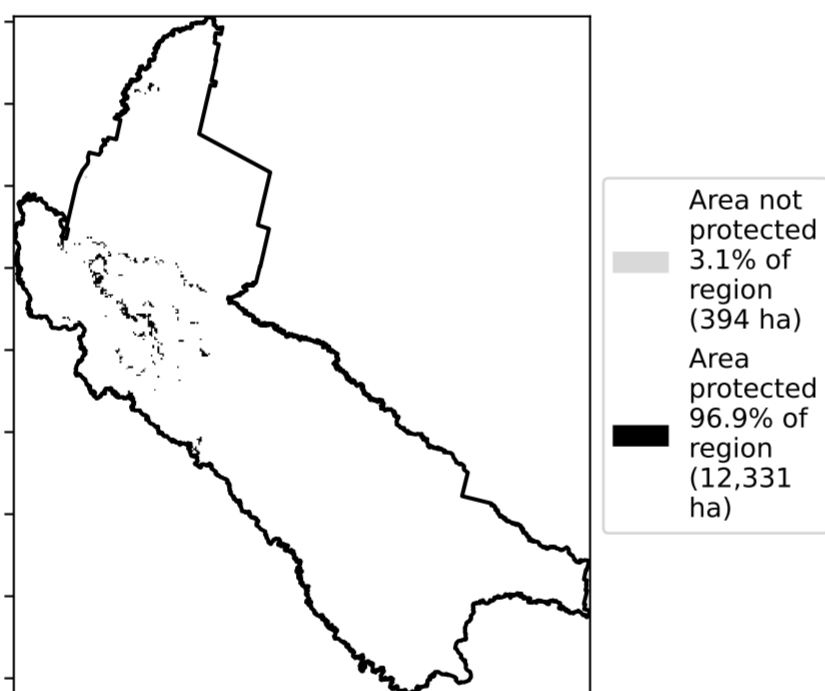 Area not
protected
3.1% of
region
(394 ha)
Area
protected
96.9% of
region
(12,331
ha)